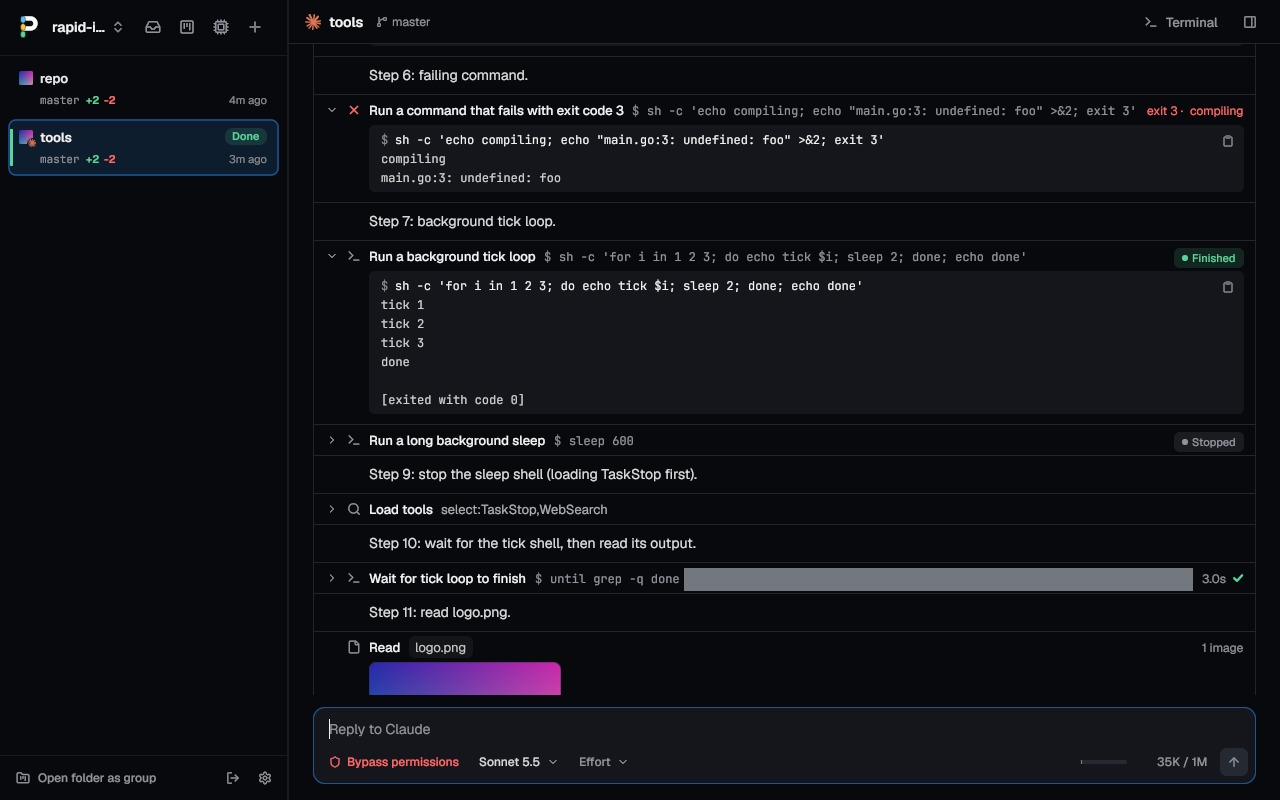 rapid-i...
repo
master +2 -2 4m ago
tools Done
master +2 -2 3m ago
Open folder as group
tools master Terminal
Step 6: failing command.
Run a command that fails with exit code 3 $ sh -c 'echo compiling; echo "main.go:3: undefined: foo" >&2; exit 3' exit 3 · compiling
$ sh -c 'echo compiling; echo "main.go:3: undefined: foo" >&2; exit 3'
compiling
main.go:3: undefined: foo
Step 7: background tick loop.
Run a background tick loop $ sh -c 'for i in 1 2 3; do echo tick $i; sleep 2; done; echo done' Finished
$ sh -c 'for i in 1 2 3; do echo tick $i; sleep 2; done; echo done'
tick 1
tick 2
tick 3
done
[exited with code 0]
Run a long background sleep $ sleep 600 Stopped
Step 9: stop the sleep shell (loading TaskStop first).
Load tools select:TaskStop,WebSearch
Step 10: wait for the tick shell, then read its output.
Wait for tick loop to finish $ until grep -q done 3.0s
Step 11: read logo.png.
Read logo.png 1 image
Reply to Claude
Bypass permissions Sonnet 5.5 Effort 35K / 1M